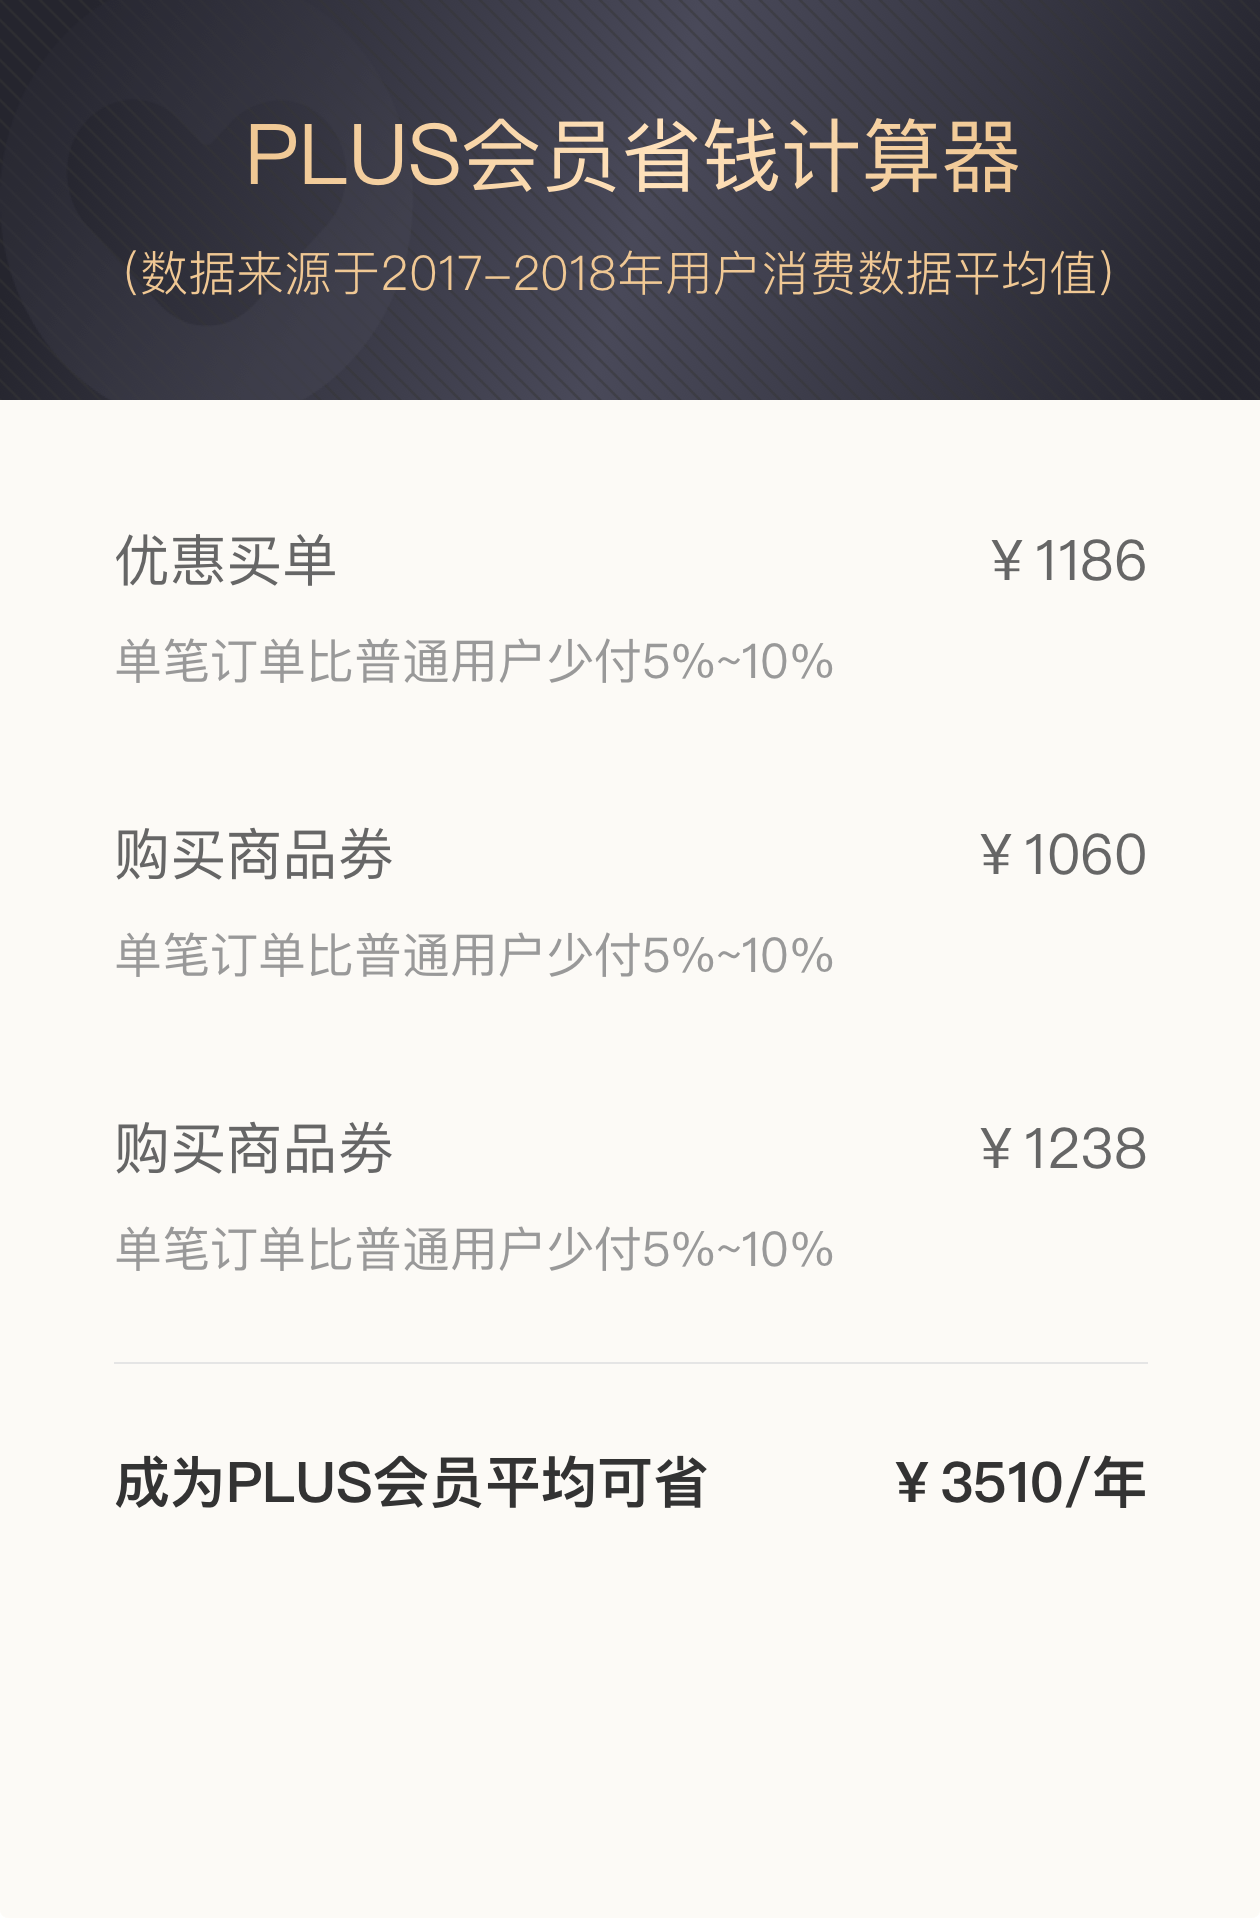 PLUS会员省钱计算器
(数据来源于2017-2018年用户消费数据平均值)
优惠买单 ¥ 1186
单笔订单比普通用户少付5%~10%
购买商品劵 ¥ 1060
单笔订单比普通用户少付5%~10%
购买商品劵 ¥ 1238
单笔订单比普通用户少付5%~10%
成为PLUS会员平均可省 ¥ 3510/年